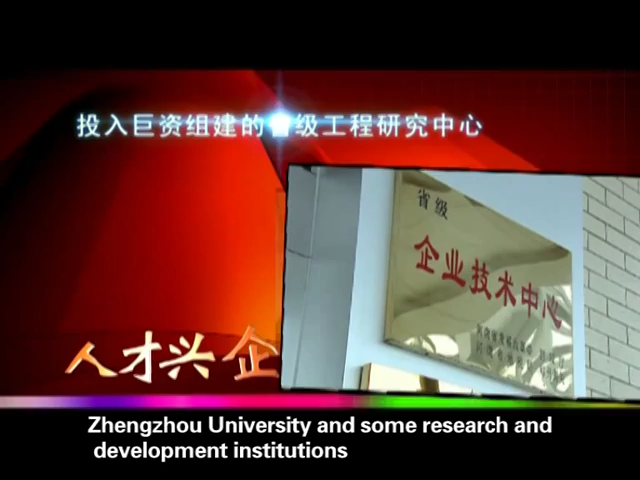 投入巨资组建的省级工程研究中心
省级
企业技术中心
人才兴企
Zhengzhou University and some research and
development institutions